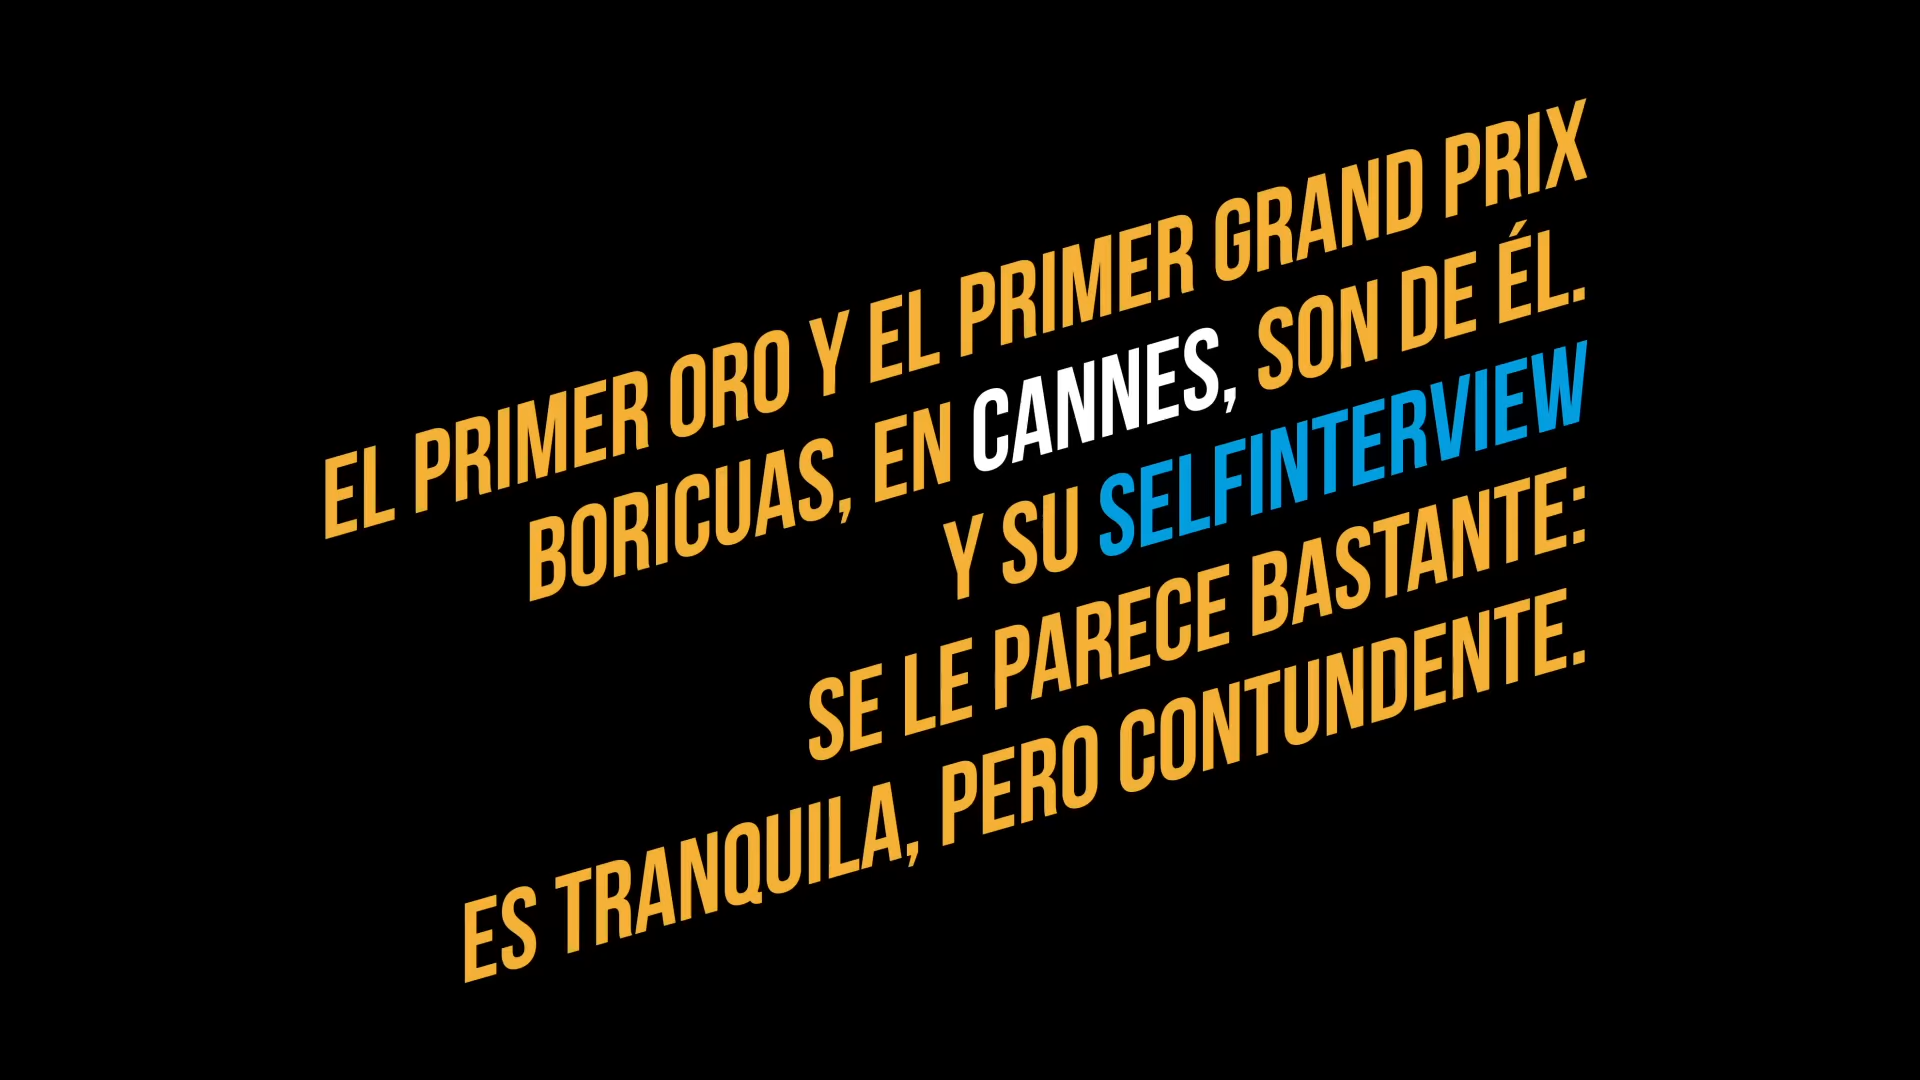 EL PRIMER ORO Y EL PRIMER GRAND PRIX
BORICUAS, EN CANNES, SON DE ÉL.
Y SU SELFINTERVIEW
SE LE PARECE BASTANTE:
ES TRANQUILA, PERO CONTUNDENTE.